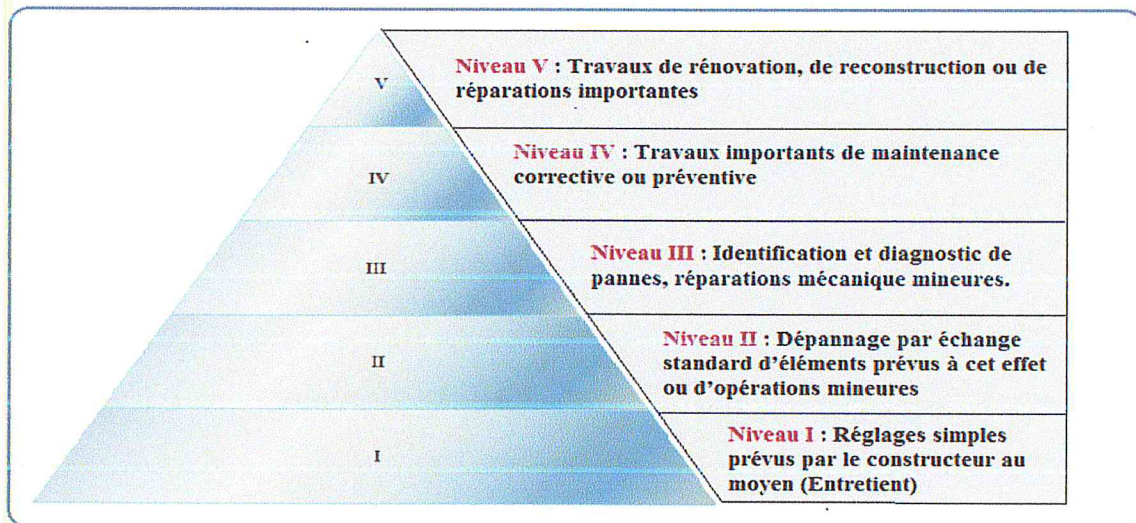 V
Niveau V : Travaux de rénovation, de reconstruction ou de
réparations importantes
IV
Niveau IV : Travaux importants de maintenance
corrective ou préventive
III
Niveau III : Identification et diagnostic de
pannes, réparations mécanique mineures.
II
Niveau II : Dépannage par échange
standard d'éléments prévus à cet effet
ou d'opérations mineures
I
Niveau I : Réglages simples
prévus par le constructeur au
moyen (Entretient)